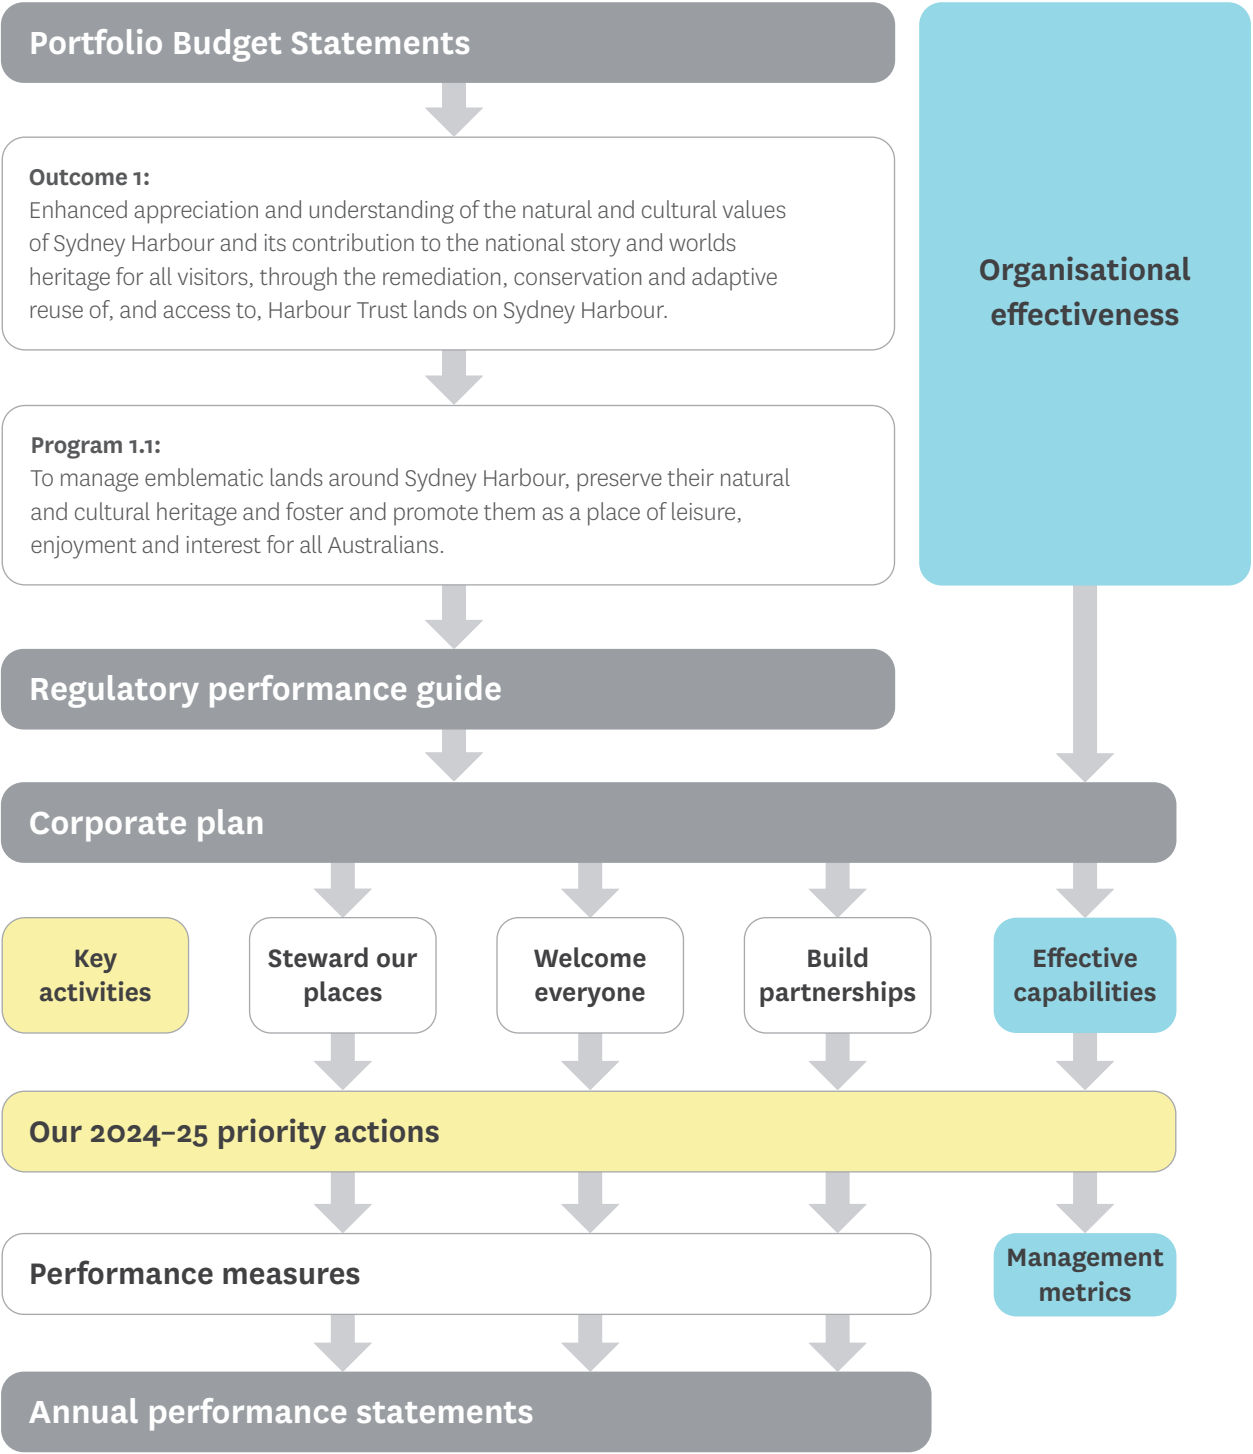 Portfolio Budget Statements
Outcome 1:
Enhanced appreciation and understanding of the natural and cultural values
of Sydney Harbour and its contribution to the national story and worlds
heritage for all visitors, through the remediation, conservation and adaptive
reuse of, and access to, Harbour Trust lands on Sydney Harbour.
Organisational
effectiveness
Program 1.1:
To manage emblematic lands around Sydney Harbour, preserve their natural
and cultural heritage and foster and promote them as a place of leisure,
enjoyment and interest for all Australians.
Regulatory performance guide
Corporate plan
Key
activities
Steward our
places
Welcome
everyone
Build
partnerships
Effective
capabilities
Our 2024–25 priority actions
Performance measures
Management
metrics
Annual performance statements